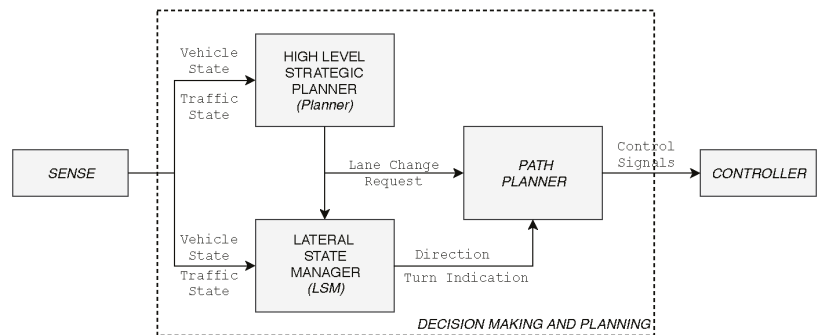 Vehicle
State
Traffic
State
HIGH LEVEL
STRATEGIC
PLANNER
(Planner)
SENSE
Lane Change
Request
PATH
PLANNER
Control
Signals
CONTROLLER
Vehicle
State
Traffic
State
LATERAL
STATE
MANAGER
(LSM)
Direction
Turn Indication
DECISION MAKING AND PLANNING